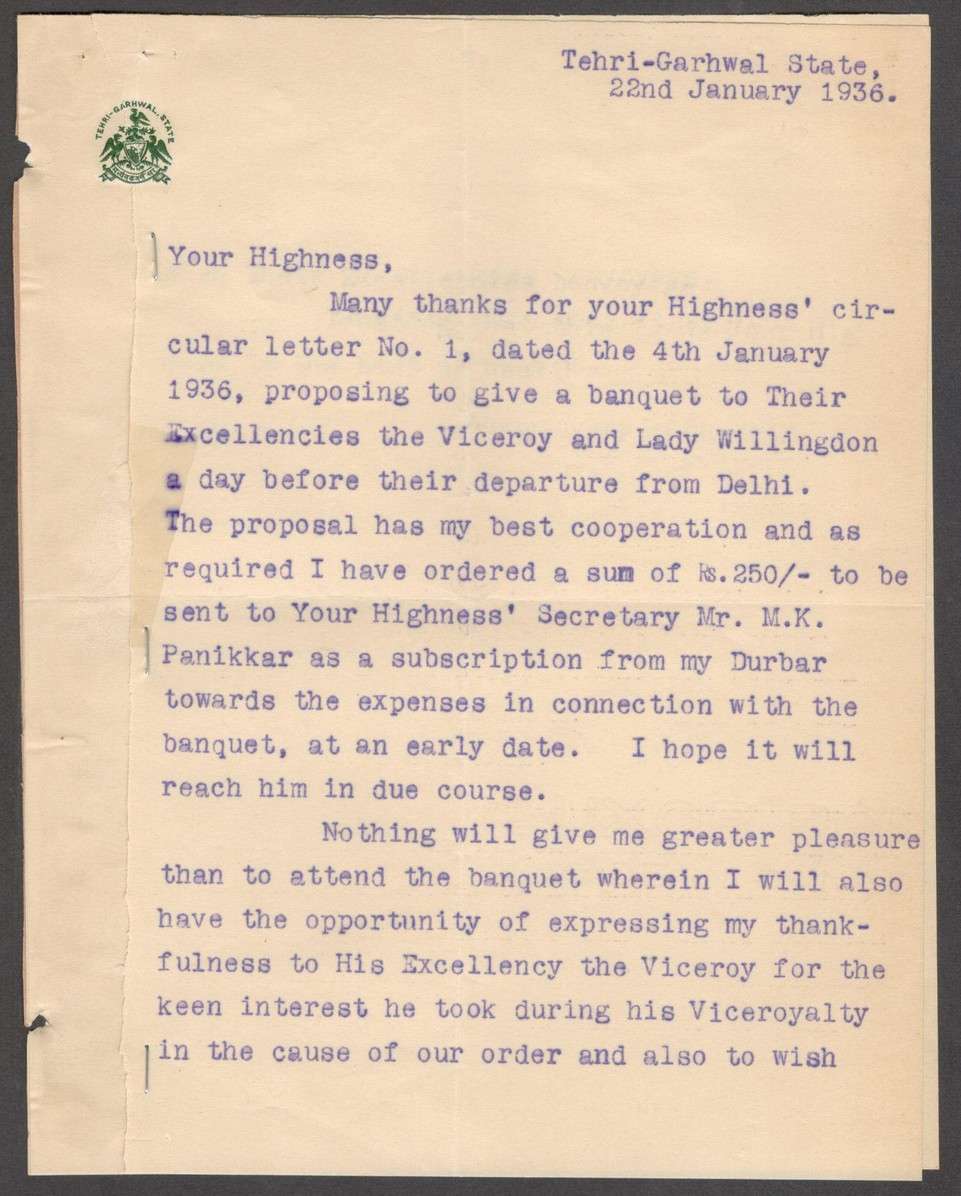 Tehri-Garhwal State,
22nd January 1936.
TEHRI-GARHWAL STATE
Your Highness,
Many thanks for your Highness' cir-
cular letter No. 1, dated the 4th January
1936, proposing to give a banquet to Their
Excellencies the Viceroy and Lady Willingdon
a day before their departure from Delhi.
The proposal has my best cooperation and as
required I have ordered a sum of Rs.250/- to be
sent to Your Highness' Secretary Mr. M.K.
Panikkar as a subscription from my Durbar
towards the expenses in connection with the
banquet, at an early date. I hope it will
reach him in due course.
Nothing will give me greater pleasure
than to attend the banquet wherein I will also
have the opportunity of expressing my thank-
fulness to His Excellency the Viceroy for the
keen interest he took during his Viceroyalty
in the cause of our order and also to wish